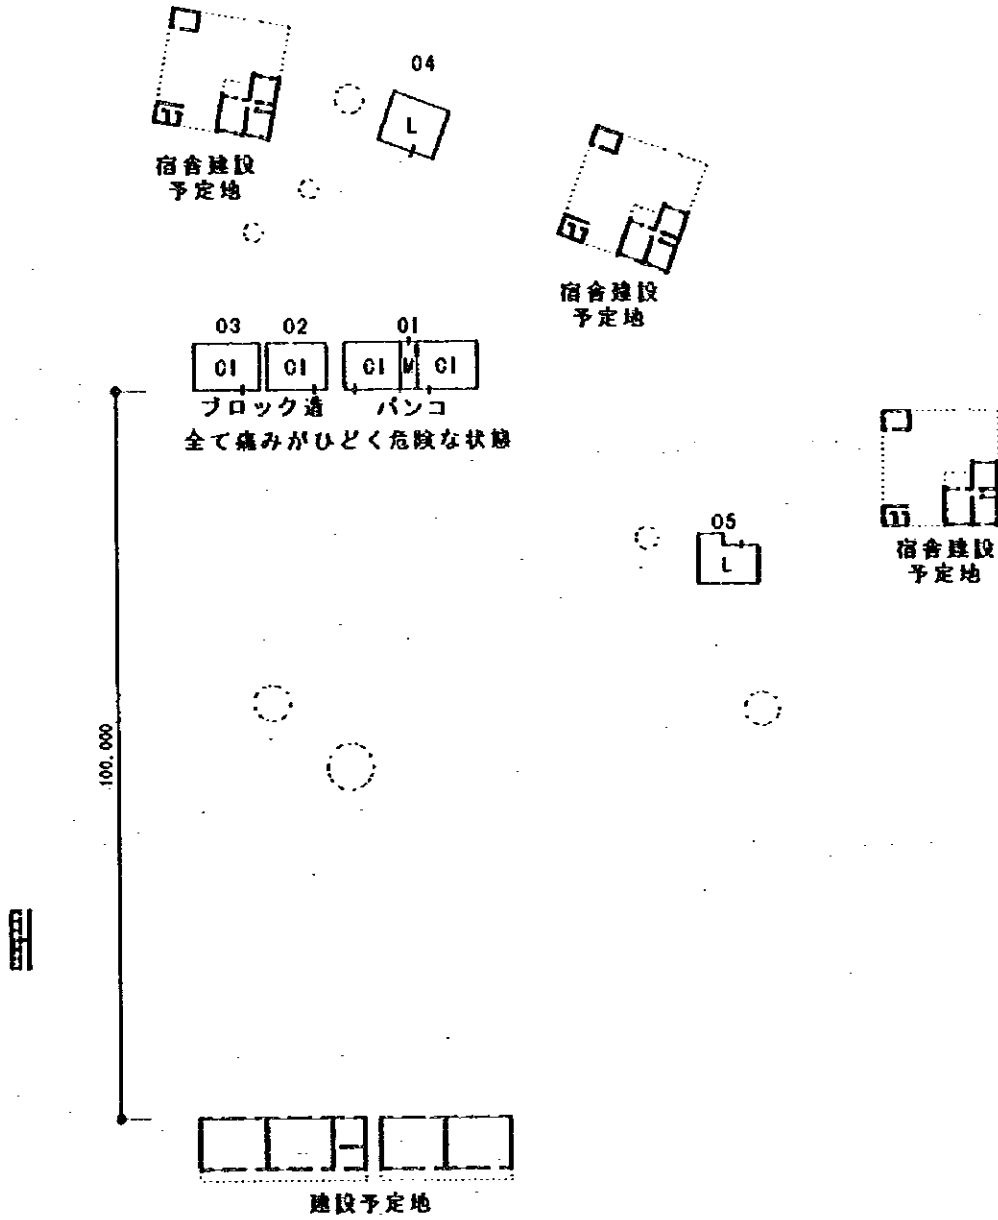 04
L
宿舎建設
予定地
宿舎建設
予定地
03 02 01
CI CI CI M CI
ブロック造 バンコ
全て痛みがひどく危険な状態
宿舎建設
予定地
05
L
100.000
建設予定地